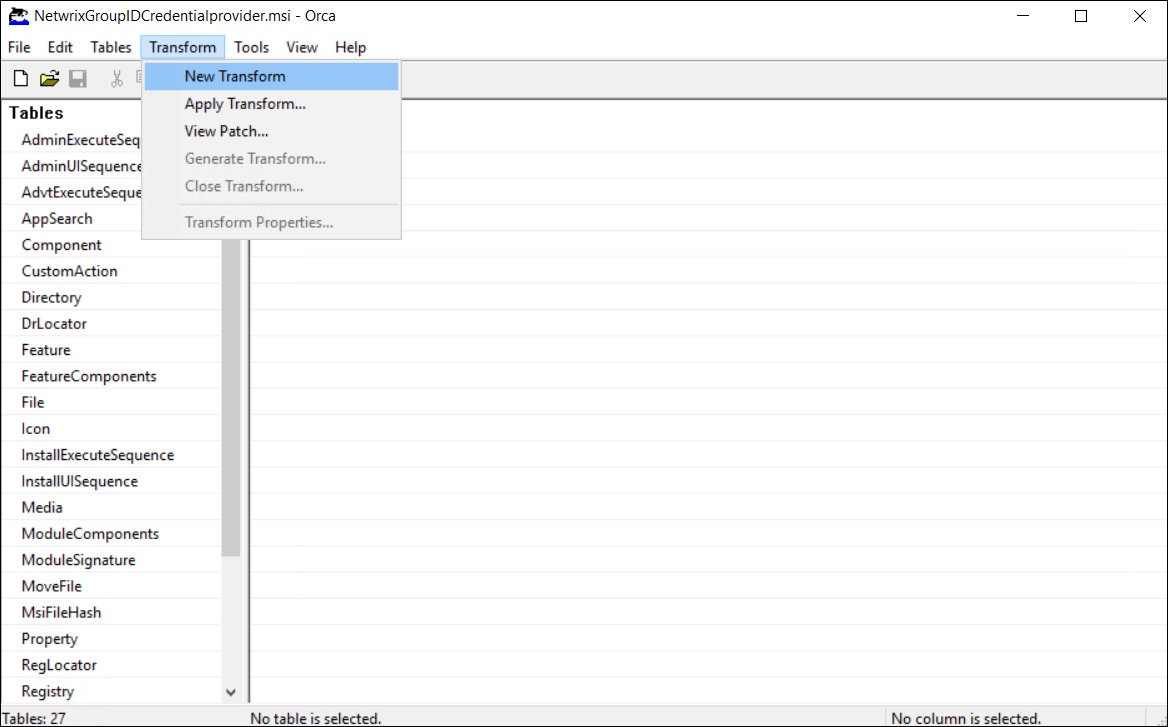 NetwrixGroupIDCredentialprovider.msi - Orca
File Edit Tables Transform Tools View Help
New Transform
Apply Transform...
View Patch...
Generate Transform...
Close Transform...
Transform Properties...
Tables
AdminExecuteSeq
AdminUISequence
AdvtExecuteSeque
AppSearch
Component
CustomAction
Directory
DrLocator
Feature
FeatureComponents
File
Icon
InstallExecuteSequence
InstallUISequence
Media
ModuleComponents
ModuleSignature
MoveFile
MsiFileHash
Property
RegLocator
Registry
Tables: 27 No table is selected. No column is selected.